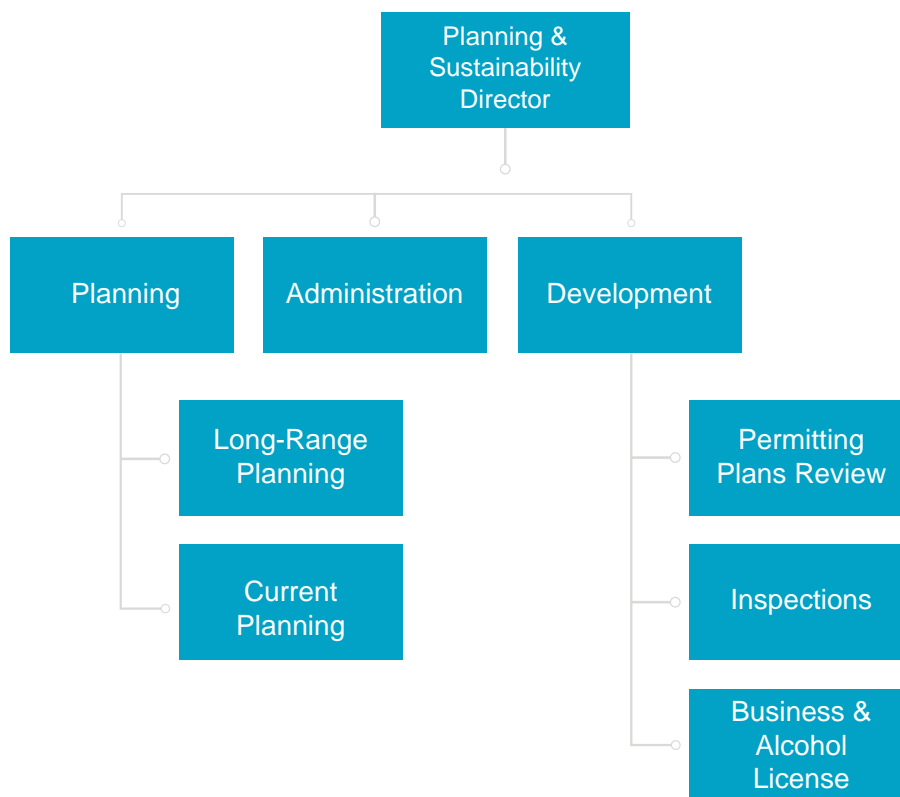 Planning &
Sustainability
Director
Planning
Administration
Development
Long-Range
Planning
Current
Planning
Permitting
Plans Review
Inspections
Business &
Alcohol
License